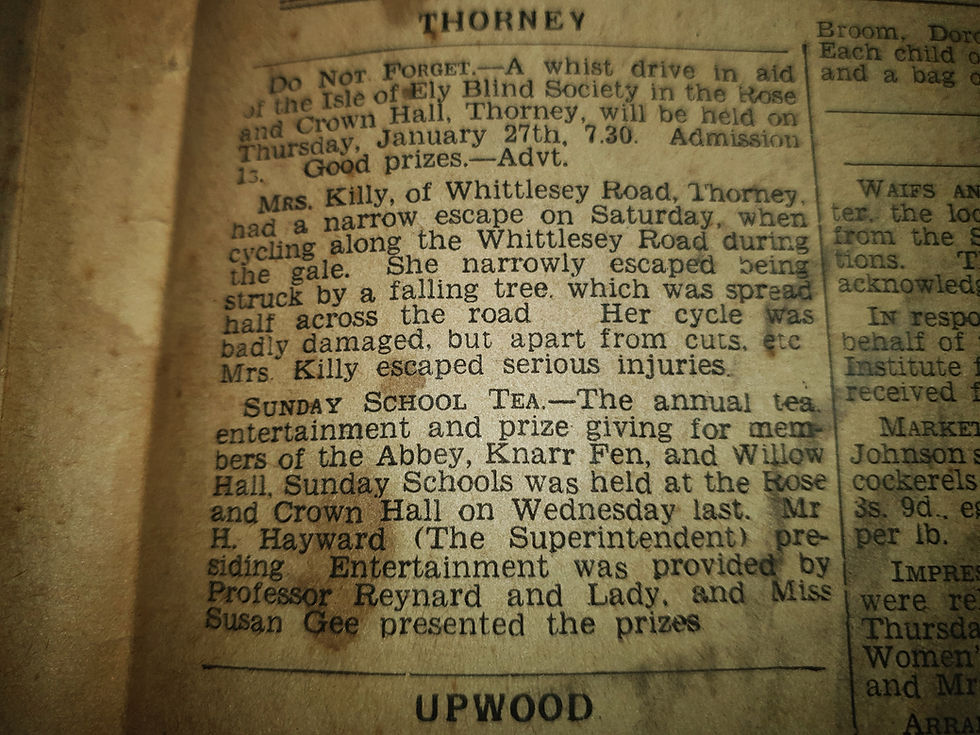 THORNEY
DO NOT FORGET.—A whist drive in aid
of the Isle of Ely Blind Society in the Rose
and Crown Hall, Thorney, will be held on
Thursday, January 27th, 7.30. Admission
1s. Good prizes.—Advt.
MRS. Killy, of Whittlesey Road, Thorney,
had a narrow escape on Saturday, when
cycling along the Whittlesey Road during
the gale. She narrowly escaped being
struck by a falling tree, which was spread
half across the road Her cycle was
badly damaged, but apart from cuts, etc
Mrs. Killy escaped serious injuries.
SUNDAY SCHOOL TEA.—The annual tea,
entertainment and prize giving for mem-
bers of the Abbey, Knarr Fen, and Willow
Hall, Sunday Schools was held at the Rose
and Crown Hall on Wednesday last. Mr
H. Hayward (The Superintendent) pre-
siding Entertainment was provided by
Professor Reynard and Lady, and Miss
Susan Gee presented the prizes
UPWOOD
Broom, 
Each child
and a bag
WAIFS
the
from the
tions.
IN
behalf of
Institute
received
MARKET
Johnson's
cockerels
3s. 9d.,
per lb.
were
Women'
and Mr